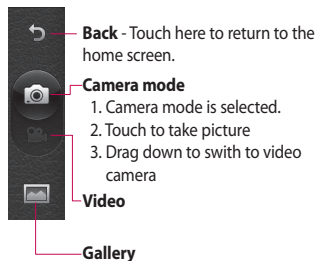 Back - Touch here to return to the
home screen.
Camera mode
1. Camera mode is selected.
2. Touch to take picture
3. Drag down to swith to video
camera
Video
Gallery